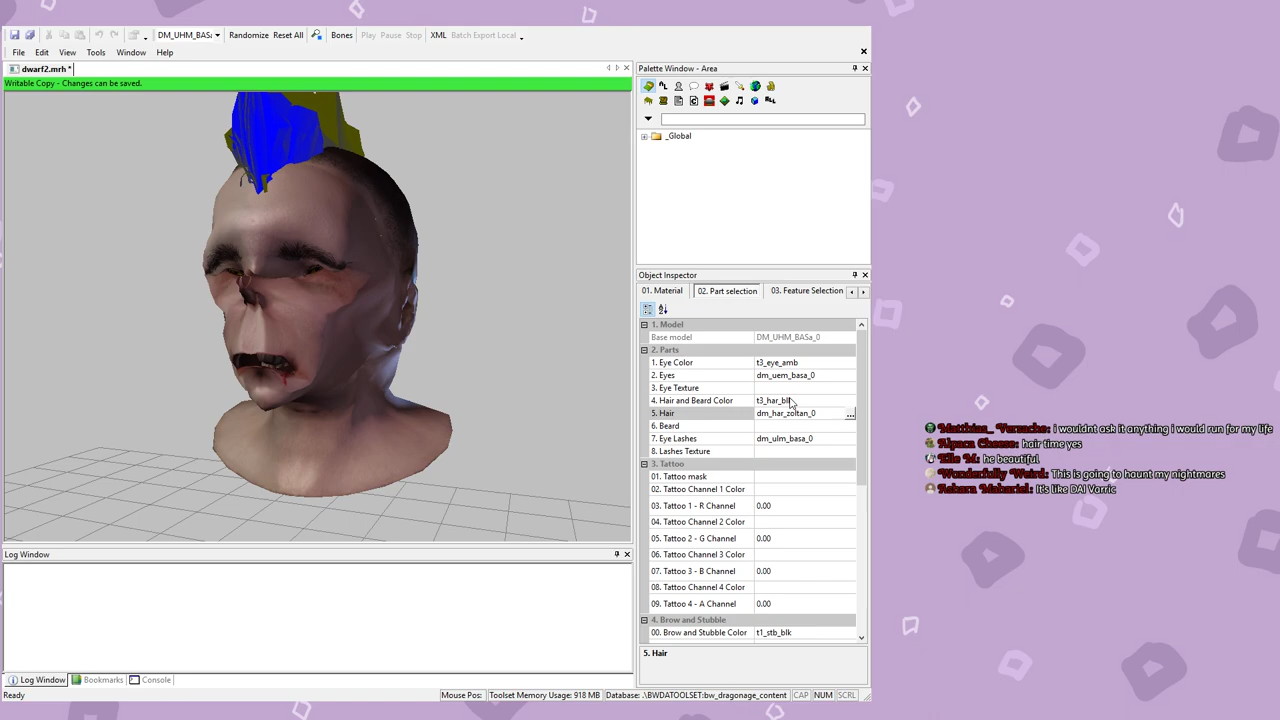 DM_UHM_BASa
Randomize
Reset All
Bones
Play
Pause
Stop
XML
Batch Export Local
File
Edit
View
Tools
Window
Help
dwarf2.mrh *
Writable Copy - Changes can be saved.
Palette Window - Area
_Global
Object Inspector
01. Material
02. Part selection
03. Feature Selection
1. Model
Base model DM_UHM_BASa_0
2. Parts
1. Eye Color t3_eye_amb
2. Eyes dm_uem_basa_0
3. Eye Texture
4. Hair and Beard Color t3_har_blk
5. Hair dm_har_zoltan_0 ...
6. Beard
7. Eye Lashes dm_ulm_basa_0
8. Lashes Texture
3. Tattoo
01. Tattoo mask
02. Tattoo Channel 1 Color
03. Tattoo 1 - R Channel 0.00
04. Tattoo Channel 2 Color
05. Tattoo 2 - G Channel 0.00
06. Tattoo Channel 3 Color
07. Tattoo 3 - B Channel 0.00
08. Tattoo Channel 4 Color
09. Tattoo 4 - A Channel 0.00
4. Brow and Stubble
00. Brow and Stubble Color t1_stb_blk
5. Hair
Log Window
Log Window
Bookmarks
Console
Ready
Mouse Pos:
Toolset Memory Usage: 918 MB
Database: .\BWDATOOLSET:bw_dragonage_content
CAP
NUM
SCRL
Matthias_Versache: i wouldnt ask it anything i would run for my life
Alpaca Cheese: hair time yes
Elle M: he beautiful
Wonderfully Weird: This is going to haunt my nightmares
Ashara Mahariel: It's like DAI Varric